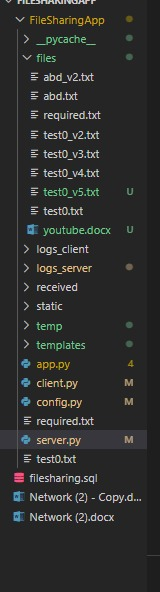 FILESHARINGAPP
FileSharingApp
__pycache__
files
abd_v2.txt
abd.txt
required.txt
test0_v2.txt
test0_v3.txt
test0_v4.txt
test0_v5.txt U
test0.txt
youtube.docx U
logs_client
logs_server
received
static
temp
templates
app.py 4
client.py M
config.py M
required.txt
server.py M
test0.txt
filesharing.sql
Network (2) - Copy.d...
Network (2).docx